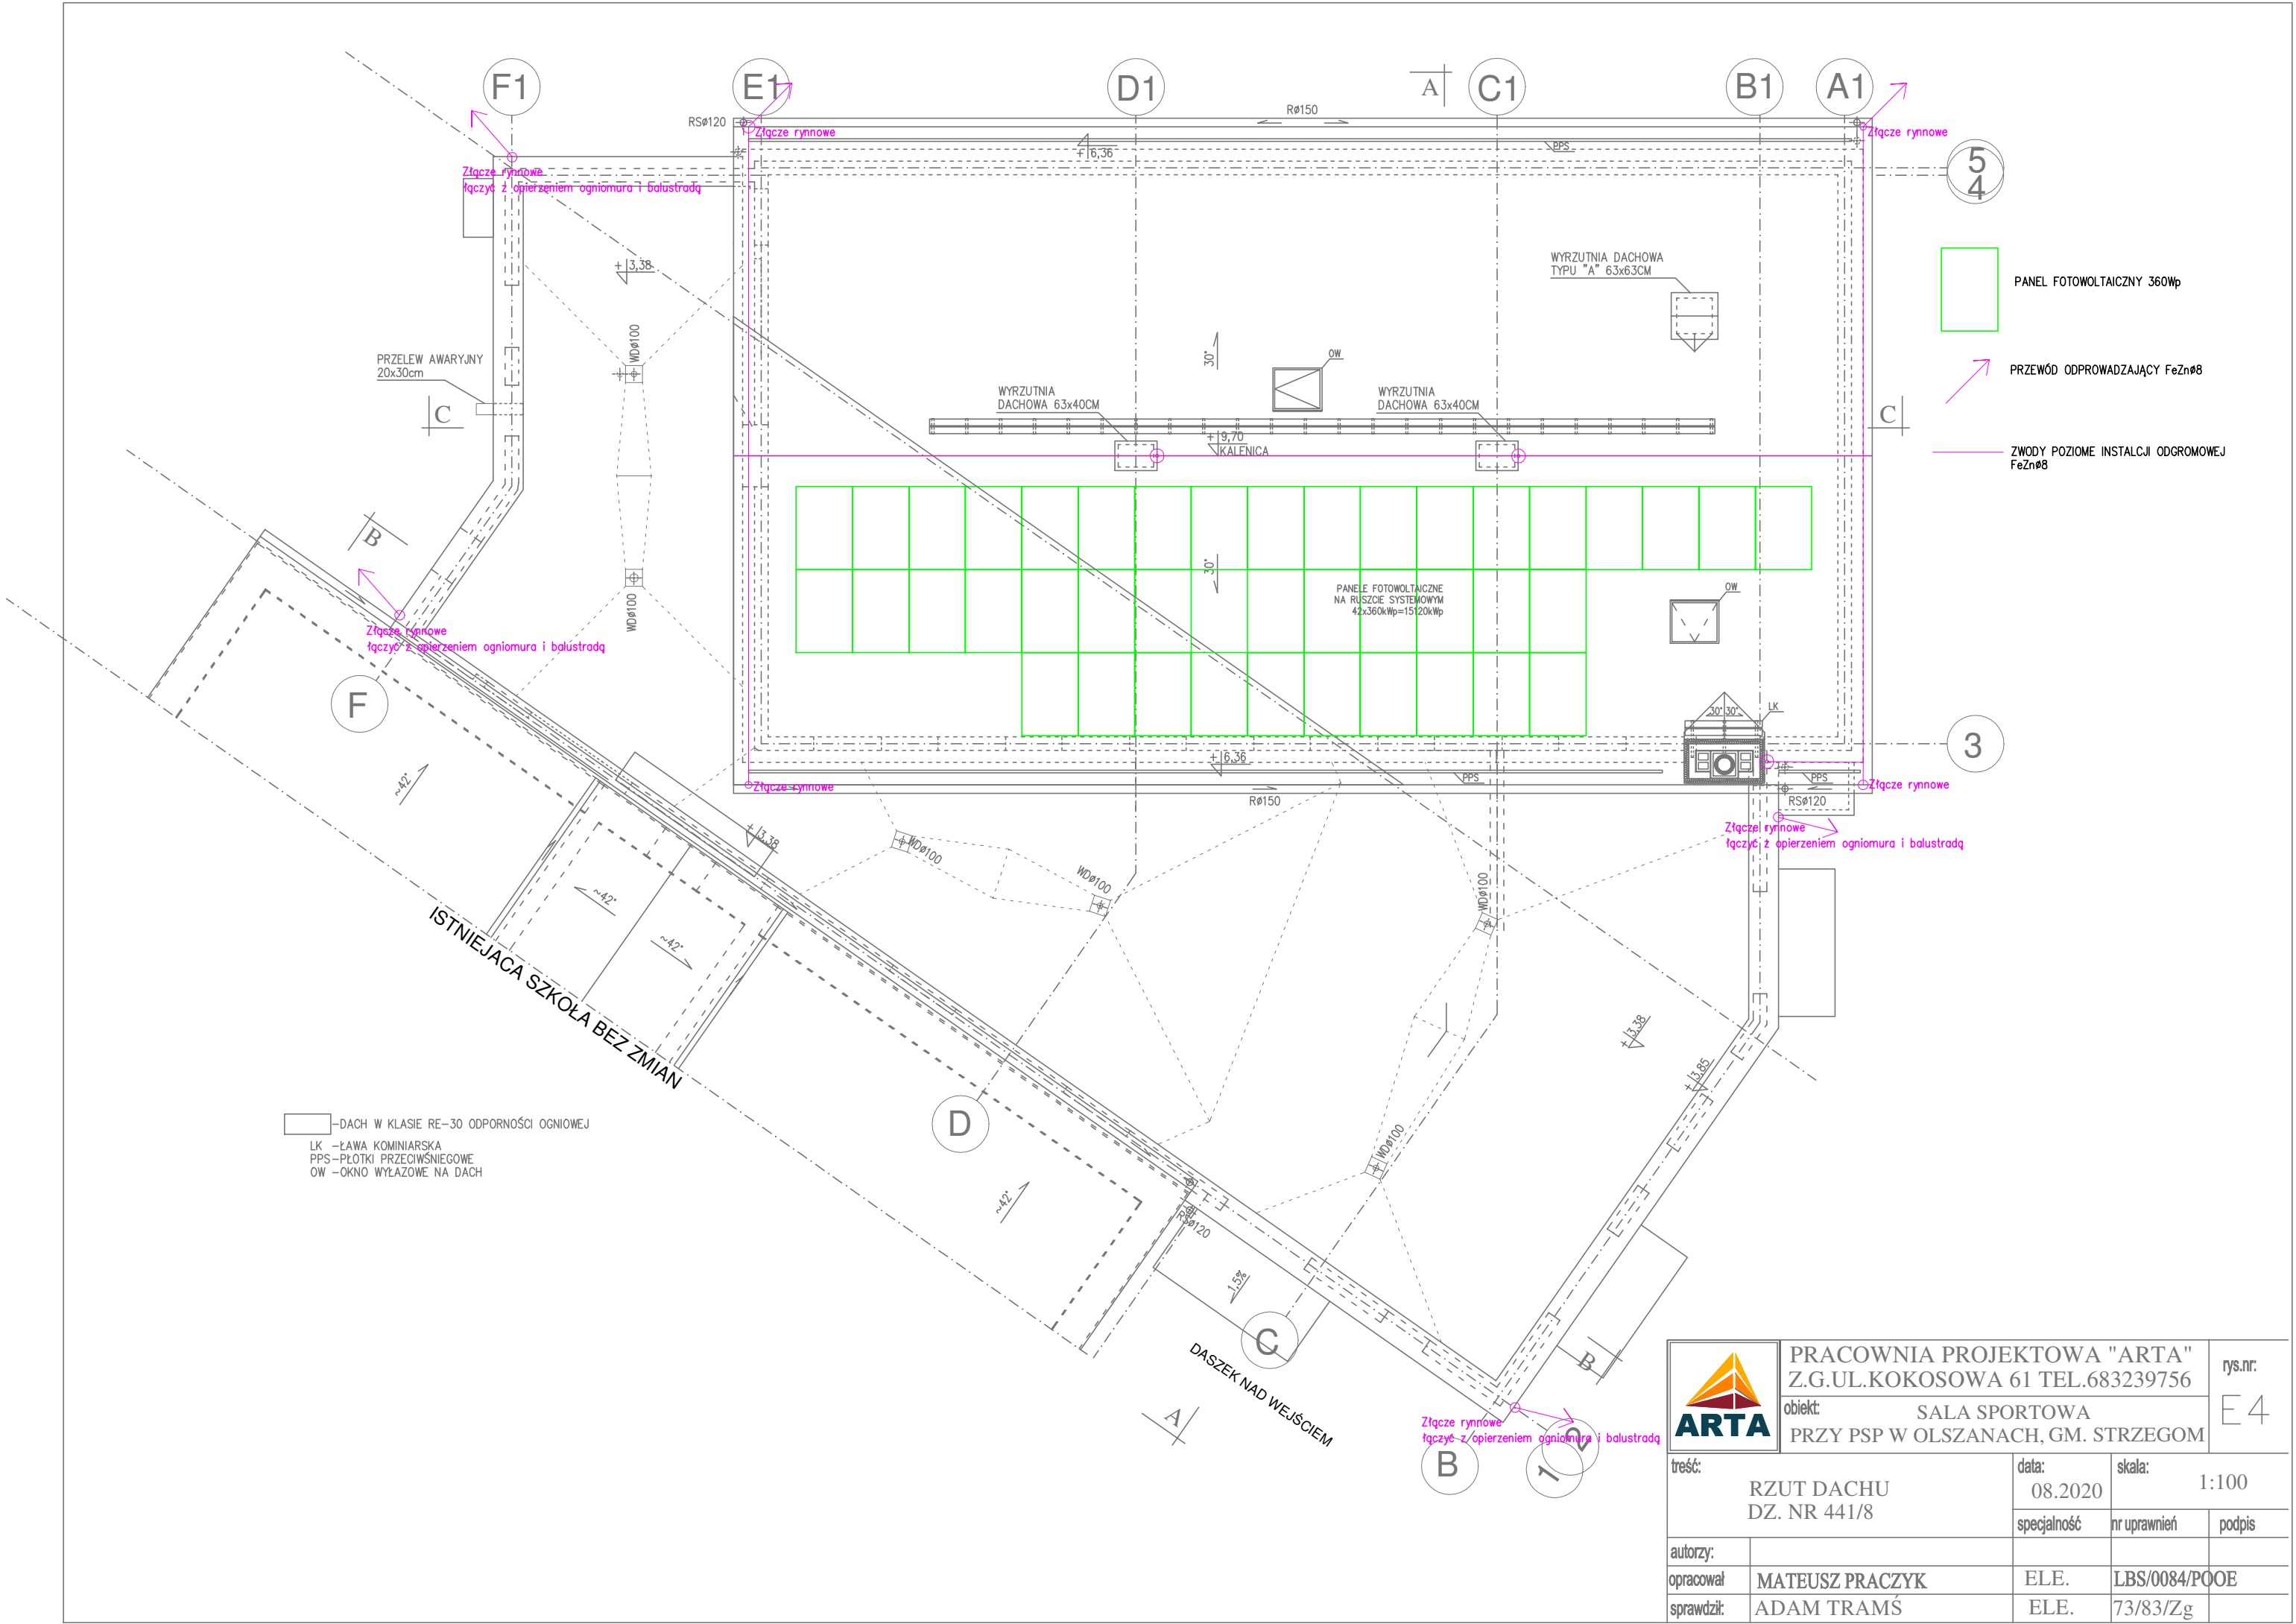 F1
E1
D1
A
C1
B1
A1
RSø120
Rø150
Złącze rynnowe
Złącze rynnowe
+6,36
PPS
5
4
Złącze rynnowe
łączyć z opierzeniem ogniomura i balustradą
+3,38
WYRZUTNIA DACHOWA
TYPU "A" 63x63CM
PANEL FOTOWOLTAICZNY 360Wp
WDø100
PRZELEW AWARYJNY
20x30cm
30°
OW
PRZEWÓD ODPROWADZAJĄCY FeZnø8
WYRZUTNIA
DACHOWA 63x40CM
WYRZUTNIA
DACHOWA 63x40CM
C
C
+9,70
KALENICA
ZWODY POZIOME INSTALCJI ODGROMOWEJ
FeZnø8
B
30°
PANELE FOTOWOLTAICZNE
NA RUSZCIE SYSTEMOWYM
42x360kWp=15120kWp
OW
WDø100
Złącze rynnowe
łączyć z opierzeniem ogniomura i balustradą
F
30° 30°
LK
3
+6,36
PPS
PPS
~42°
Złącze rynnowe
Złącze rynnowe
Rø150
RSø120
+3,38
Złącze rynnowe
łączyć z opierzeniem ogniomura i balustradą
WDø100
WDø100
WDø100
~42°
~42°
ISTNIEJACA SZKOŁA BEZ ZMIAN
+3,38
+3,85
D
-DACH W KLASIE RE-30 ODPORNOŚCI OGNIOWEJ
LK -ŁAWA KOMINIARSKA
PPS-PŁOTKI PRZECIWŚNIEGOWE
OW -OKNO WYŁAZOWE NA DACH
WDø100
~42°
RSø120
1,5%
C
DASZEK NAD WEJŚCIEM
B
A
Złącze rynnowe
łączyć z opierzeniem ogniomura i balustradą
B
1
2
ARTA
PRACOWNIA PROJEKTOWA "ARTA"
Z.G.UL.KOKOSOWA 61 TEL.683239756
rys.nr:
E4
obiekt:
SALA SPORTOWA
PRZY PSP W OLSZANACH, GM. STRZEGOM
treść:
RZUT DACHU
DZ. NR 441/8
data:
08.2020
skala:
1:100
specjalność
nr uprawnień
podpis
autorzy:
opracował MATEUSZ PRACZYK ELE. LBS/0084/POOE
sprawdził: ADAM TRAMŚ ELE. 73/83/Zg